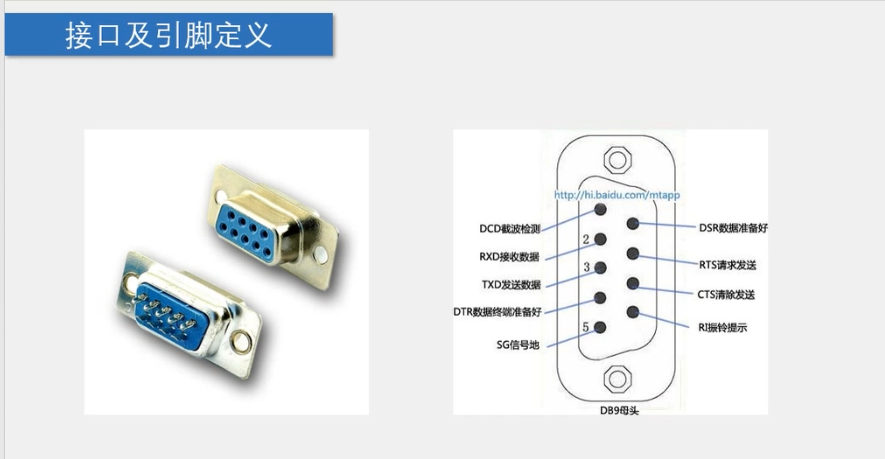 接口及引脚定义
http://hi.baidu.com/mtapp
DCD截波检测
DSR数据准备好
2
RXD接收数据
RTS请求发送
3
TXD发送数据
CTS清除发送
DTR数据终端准备好
5
RI振铃提示
SG信号地
DB9母头